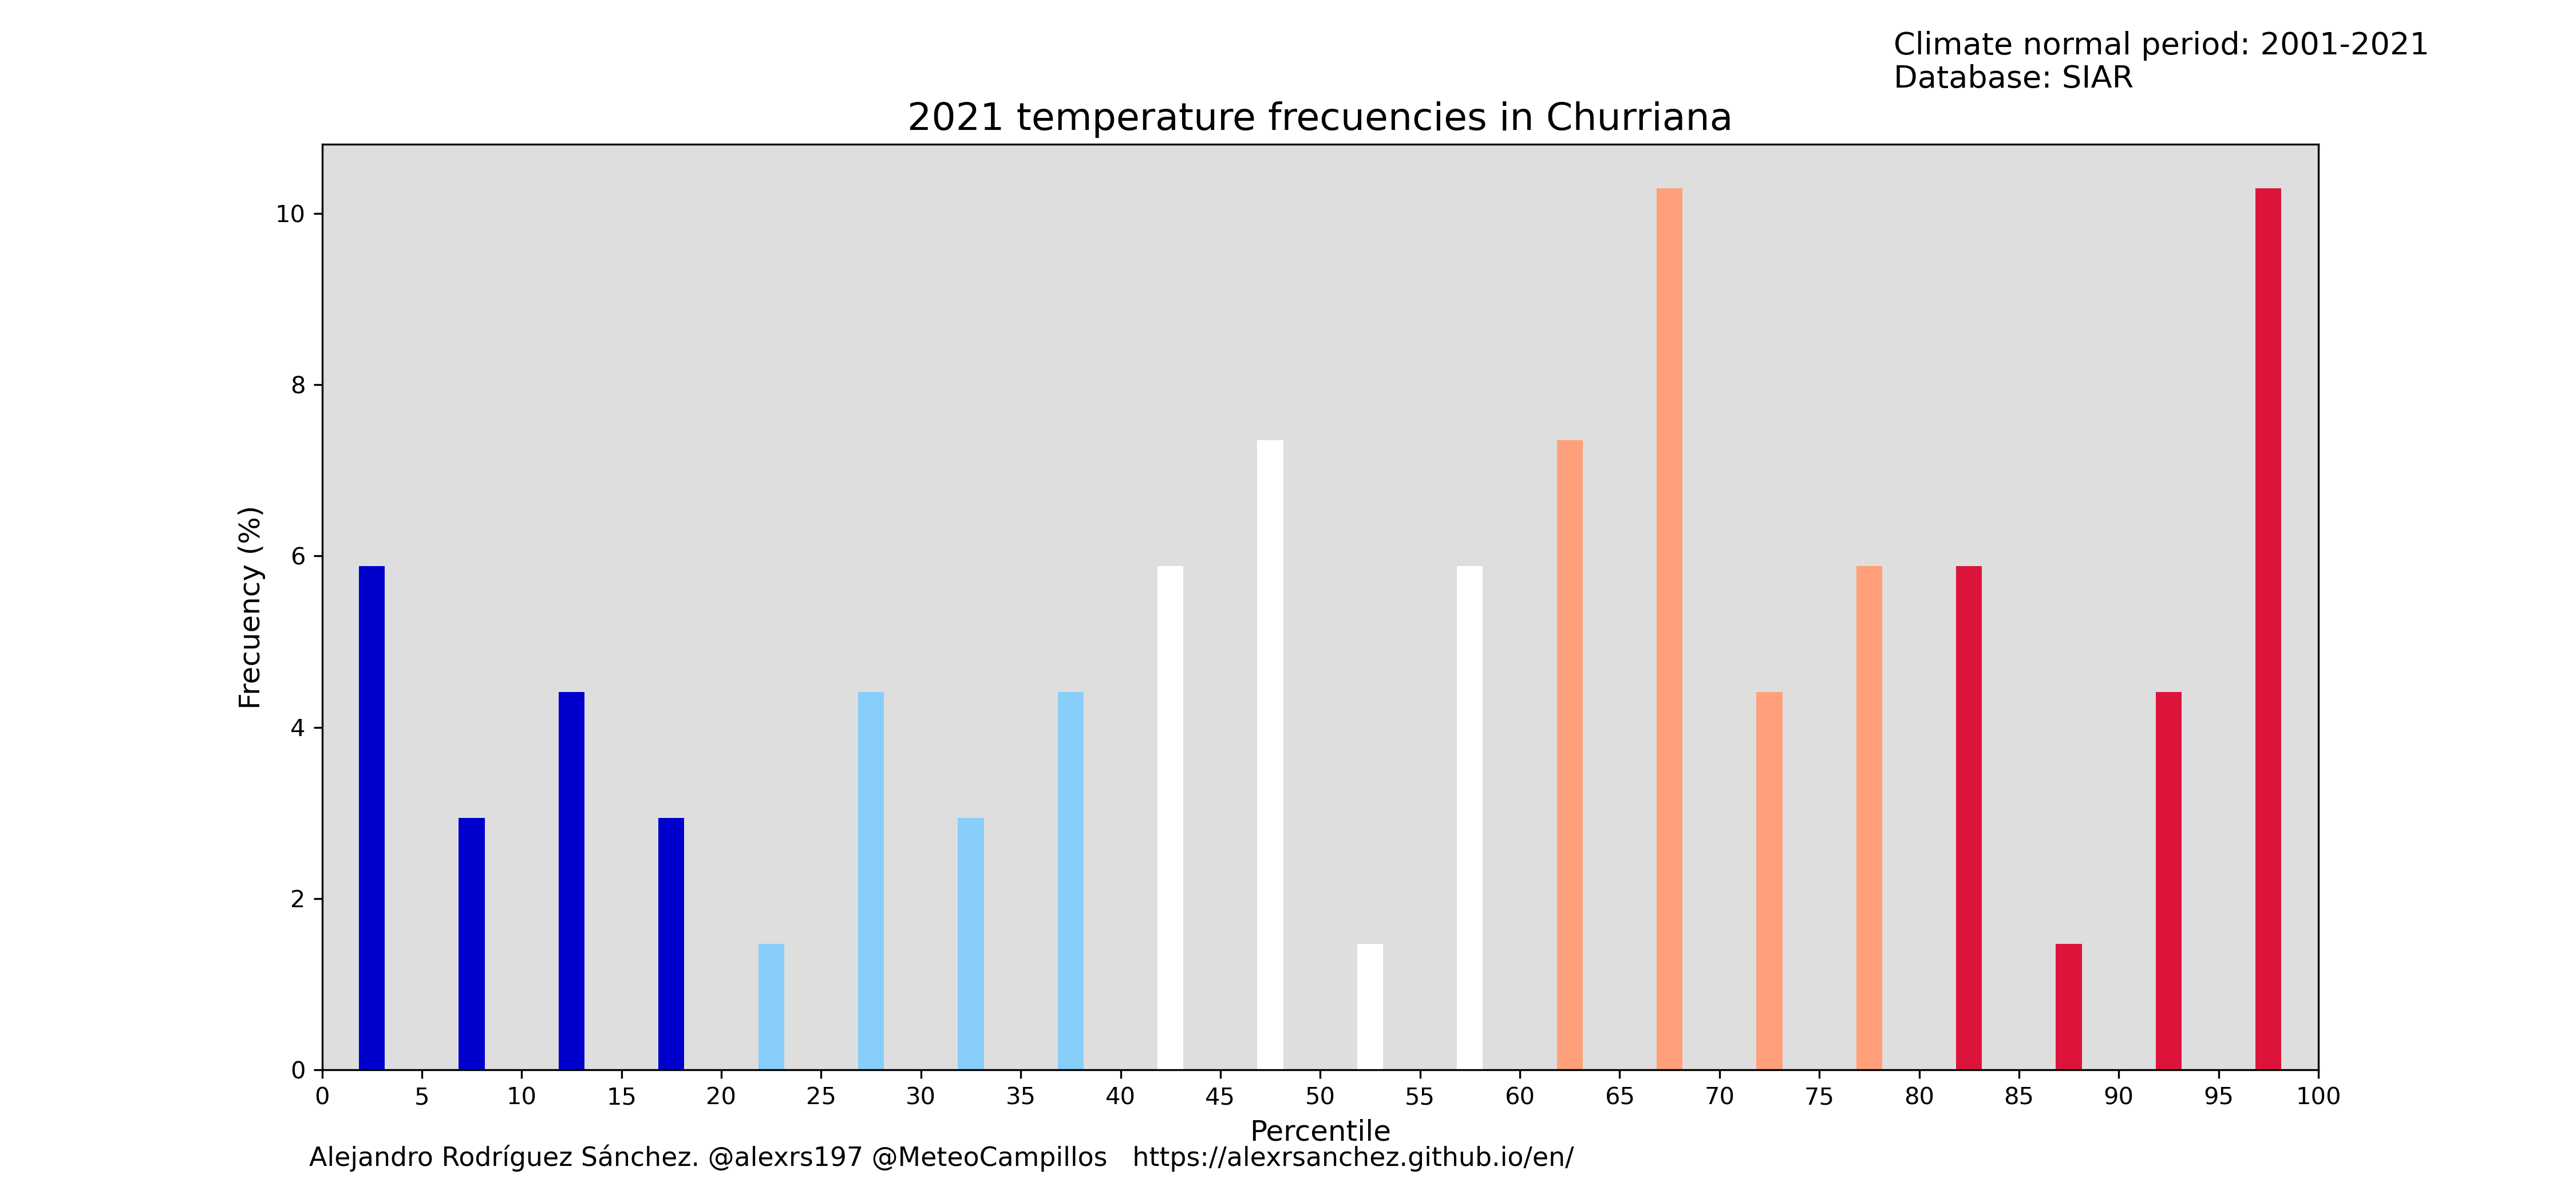 Climate normal period: 2001-2021
Database: SIAR
2021 temperature frecuencies in Churriana
Frecuency (%)
10
8
6
4
2
0
0 5 10 15 20 25 30 35 40 45 50 55 60 65 70 75 80 85 90 95 100
Percentile
Alejandro Rodríguez Sánchez. @alexrs197 @MeteoCampillos https://alexrsanchez.github.io/en/